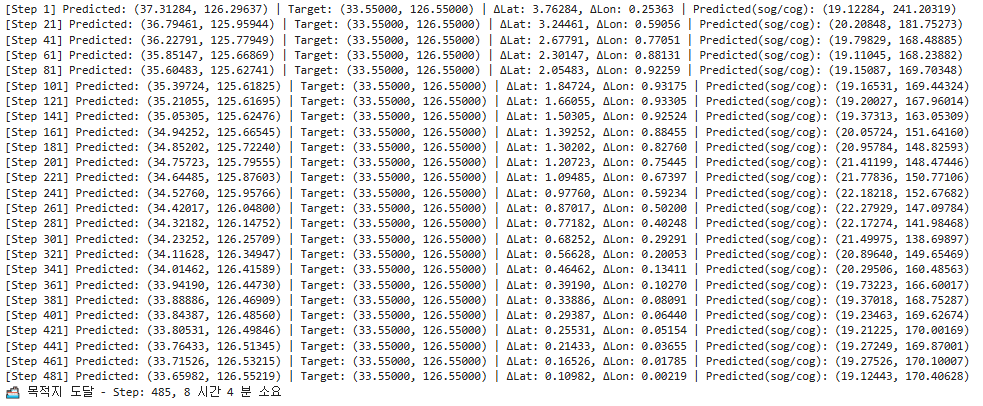 [Step 1] Predicted: (37.31284, 126.29637) | Target: (33.55000, 126.55000) | ΔLat: 3.76284, ΔLon: 0.25363 | Predicted(sog/cog): (19.12284, 241.20319)
[Step 21] Predicted: (36.79461, 125.95944) | Target: (33.55000, 126.55000) | ΔLat: 3.24461, ΔLon: 0.59056 | Predicted(sog/cog): (20.20848, 181.75273)
[Step 41] Predicted: (36.22791, 125.77949) | Target: (33.55000, 126.55000) | ΔLat: 2.67791, ΔLon: 0.77051 | Predicted(sog/cog): (19.79829, 168.48885)
[Step 61] Predicted: (35.85147, 125.66869) | Target: (33.55000, 126.55000) | ΔLat: 2.30147, ΔLon: 0.88131 | Predicted(sog/cog): (19.11045, 168.23882)
[Step 81] Predicted: (35.60483, 125.62741) | Target: (33.55000, 126.55000) | ΔLat: 2.05483, ΔLon: 0.92259 | Predicted(sog/cog): (19.15087, 169.70348)
[Step 101] Predicted: (35.39724, 125.61825) | Target: (33.55000, 126.55000) | ΔLat: 1.84724, ΔLon: 0.93175 | Predicted(sog/cog): (19.16531, 169.44324)
[Step 121] Predicted: (35.21055, 125.61695) | Target: (33.55000, 126.55000) | ΔLat: 1.66055, ΔLon: 0.93305 | Predicted(sog/cog): (19.20027, 167.96014)
[Step 141] Predicted: (35.05305, 125.62476) | Target: (33.55000, 126.55000) | ΔLat: 1.50305, ΔLon: 0.92524 | Predicted(sog/cog): (19.37313, 163.05309)
[Step 161] Predicted: (34.94252, 125.66545) | Target: (33.55000, 126.55000) | ΔLat: 1.39252, ΔLon: 0.88455 | Predicted(sog/cog): (20.05724, 151.64160)
[Step 181] Predicted: (34.85202, 125.72240) | Target: (33.55000, 126.55000) | ΔLat: 1.30202, ΔLon: 0.82760 | Predicted(sog/cog): (20.95784, 148.82593)
[Step 201] Predicted: (34.75723, 125.79555) | Target: (33.55000, 126.55000) | ΔLat: 1.20723, ΔLon: 0.75445 | Predicted(sog/cog): (21.41199, 148.47446)
[Step 221] Predicted: (34.64485, 125.87603) | Target: (33.55000, 126.55000) | ΔLat: 1.09485, ΔLon: 0.67397 | Predicted(sog/cog): (21.77836, 150.77106)
[Step 241] Predicted: (34.52760, 125.95766) | Target: (33.55000, 126.55000) | ΔLat: 0.97760, ΔLon: 0.59234 | Predicted(sog/cog): (22.18218, 152.67682)
[Step 261] Predicted: (34.42017, 126.04800) | Target: (33.55000, 126.55000) | ΔLat: 0.87017, ΔLon: 0.50200 | Predicted(sog/cog): (22.27929, 147.09784)
[Step 281] Predicted: (34.32182, 126.14752) | Target: (33.55000, 126.55000) | ΔLat: 0.77182, ΔLon: 0.40248 | Predicted(sog/cog): (22.17274, 141.98468)
[Step 301] Predicted: (34.23252, 126.25709) | Target: (33.55000, 126.55000) | ΔLat: 0.68252, ΔLon: 0.29291 | Predicted(sog/cog): (21.49975, 138.69897)
[Step 321] Predicted: (34.11628, 126.34947) | Target: (33.55000, 126.55000) | ΔLat: 0.56628, ΔLon: 0.20053 | Predicted(sog/cog): (20.89640, 149.65469)
[Step 341] Predicted: (34.01462, 126.41589) | Target: (33.55000, 126.55000) | ΔLat: 0.46462, ΔLon: 0.13411 | Predicted(sog/cog): (20.29506, 160.48563)
[Step 361] Predicted: (33.94190, 126.44730) | Target: (33.55000, 126.55000) | ΔLat: 0.39190, ΔLon: 0.10270 | Predicted(sog/cog): (19.73223, 166.60017)
[Step 381] Predicted: (33.88886, 126.46909) | Target: (33.55000, 126.55000) | ΔLat: 0.33886, ΔLon: 0.08091 | Predicted(sog/cog): (19.37018, 168.75287)
[Step 401] Predicted: (33.84387, 126.48560) | Target: (33.55000, 126.55000) | ΔLat: 0.29387, ΔLon: 0.06440 | Predicted(sog/cog): (19.23463, 169.62674)
[Step 421] Predicted: (33.80531, 126.49846) | Target: (33.55000, 126.55000) | ΔLat: 0.25531, ΔLon: 0.05154 | Predicted(sog/cog): (19.21225, 170.00169)
[Step 441] Predicted: (33.76433, 126.51345) | Target: (33.55000, 126.55000) | ΔLat: 0.21433, ΔLon: 0.03655 | Predicted(sog/cog): (19.27249, 169.87001)
[Step 461] Predicted: (33.71526, 126.53215) | Target: (33.55000, 126.55000) | ΔLat: 0.16526, ΔLon: 0.01785 | Predicted(sog/cog): (19.27526, 170.10007)
[Step 481] Predicted: (33.65982, 126.55219) | Target: (33.55000, 126.55000) | ΔLat: 0.10982, ΔLon: 0.00219 | Predicted(sog/cog): (19.12443, 170.40628)
목적지 도달 - Step: 485, 8 시간 4 분 소요